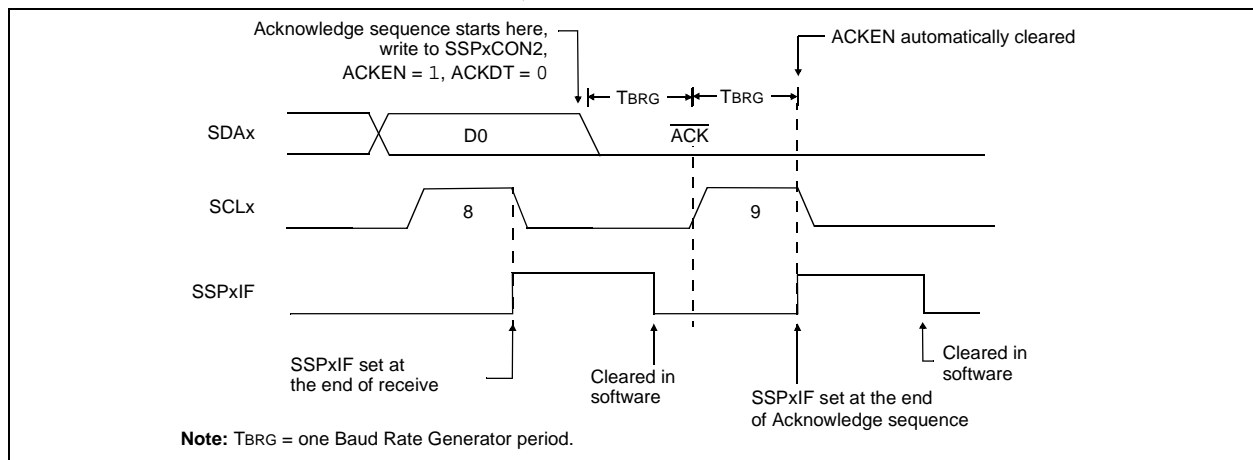 Acknowledge sequence starts here,
write to SSPxCON2,
ACKEN = 1, ACKDT = 0
ACKEN automatically cleared
TBRG
TBRG
SDAx
D0
ACK
SCLx
8
9
SSPxIF
SSPxIF set at
the end of receive
Cleared in
software
SSPxIF set at the end
of Acknowledge sequence
Cleared in
software
Note: TBRG = one Baud Rate Generator period.